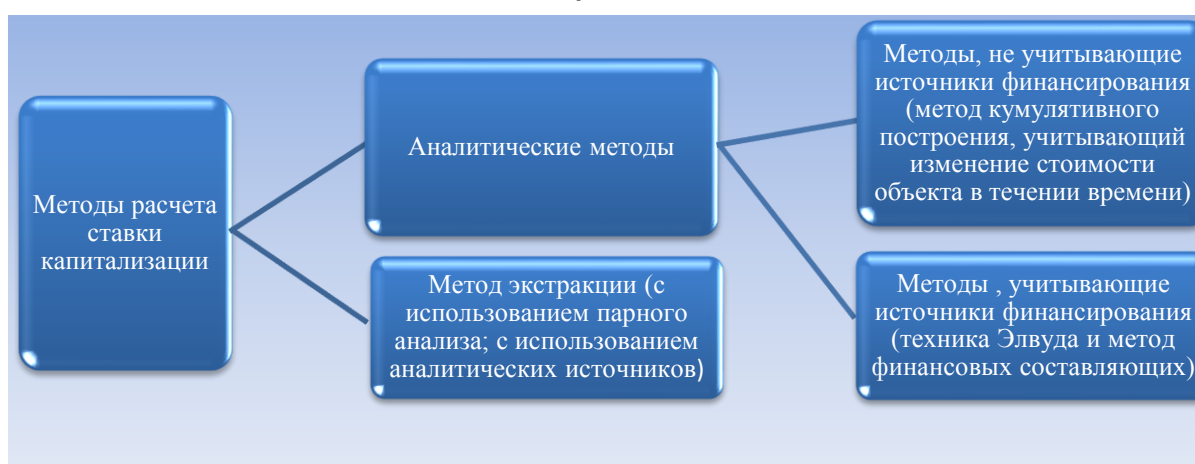 Методы расчета
ставки
капитализации
Аналитические методы
Метод экстракции (с
использованием парного
анализа; с использованием
аналитических источников)
Методы, не учитывающие
источники финансирования
(метод кумулятивного
построения, учитывающий
изменение стоимости
объекта в течении времени)
Методы , учитывающие
источники финансирования
(техника Элвуда и метод
финансовых составляющих)